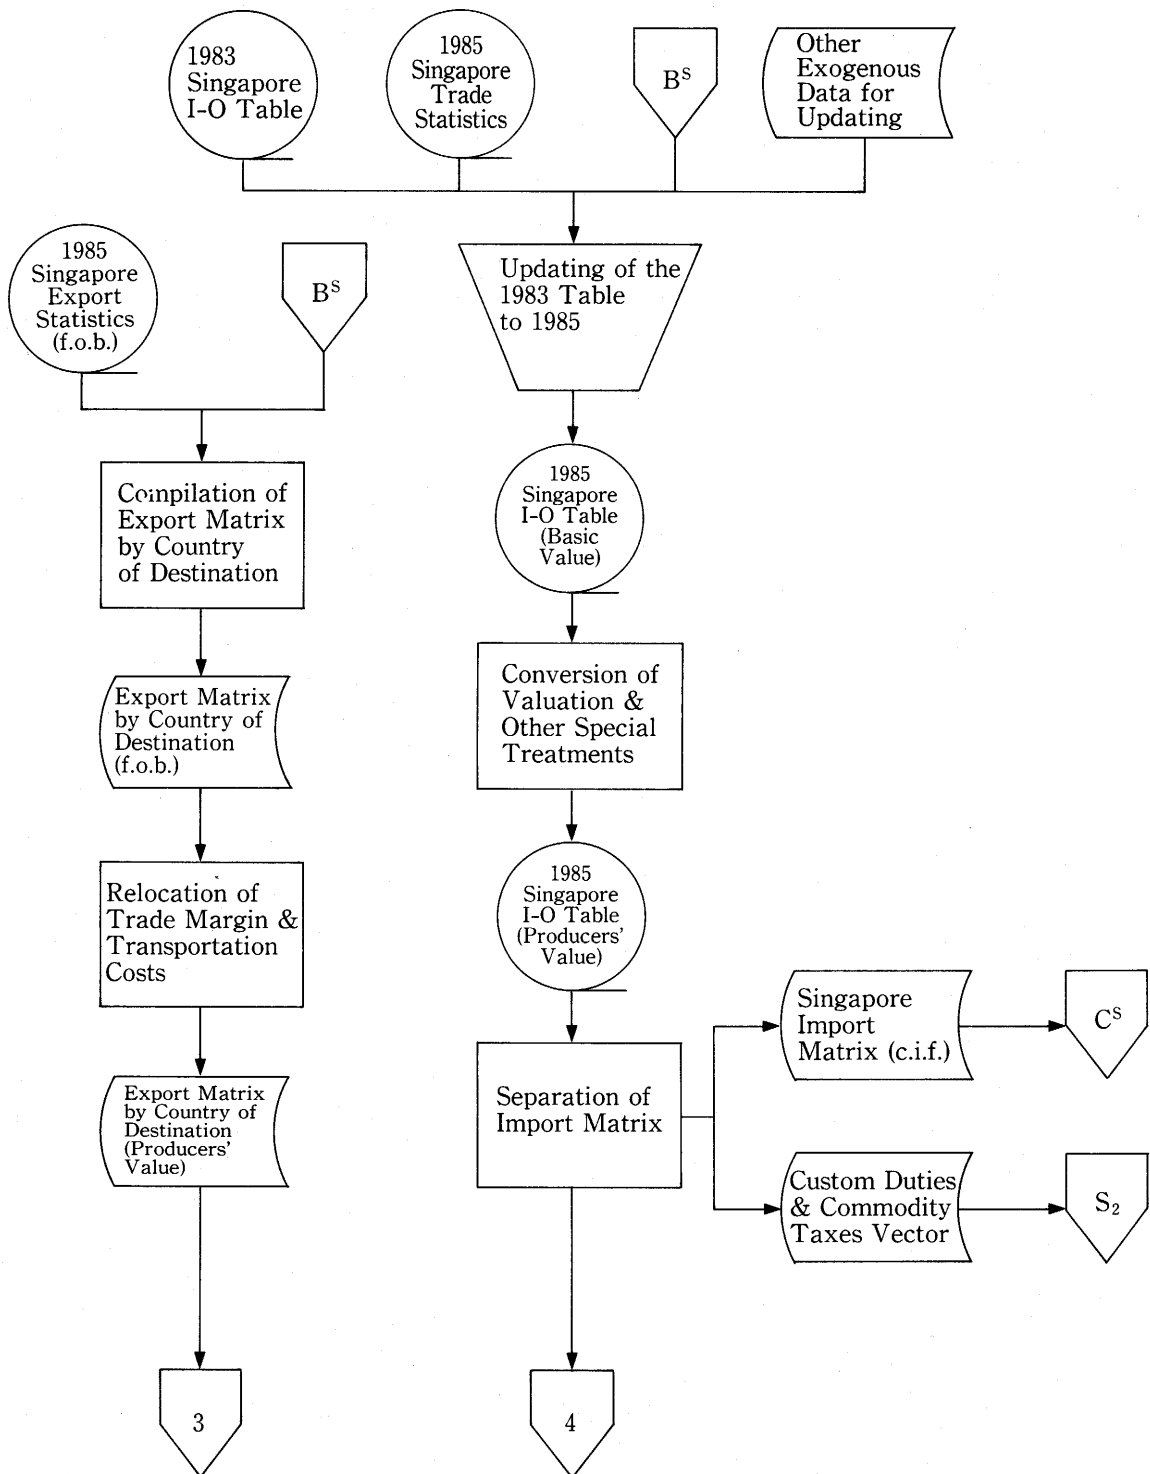 1983
Singapore
I-O Table
1985
Singapore
Trade
Statistics
Bˢ
Other
Exogenous
Data for
Updating
1985
Singapore
Export
Statistics
(f.o.b.)
Bˢ
Updating of the
1983 Table
to 1985
Compilation of
Export Matrix
by Country
of Destination
1985
Singapore
I-O Table
(Basic
Value)
Export Matrix
by Country of
Destination
(f.o.b.)
Conversion of
Valuation &
Other Special
Treatments
Relocation of
Trade Margin &
Transportation
Costs
1985
Singapore
I-O Table
(Producers'
Value)
Singapore
Import
Matrix (c.i.f.)
Cˢ
Export Matrix
by Country of
Destination
(Producers'
Value)
Separation of
Import Matrix
Custom Duties
& Commodity
Taxes Vector
S₂
3
4